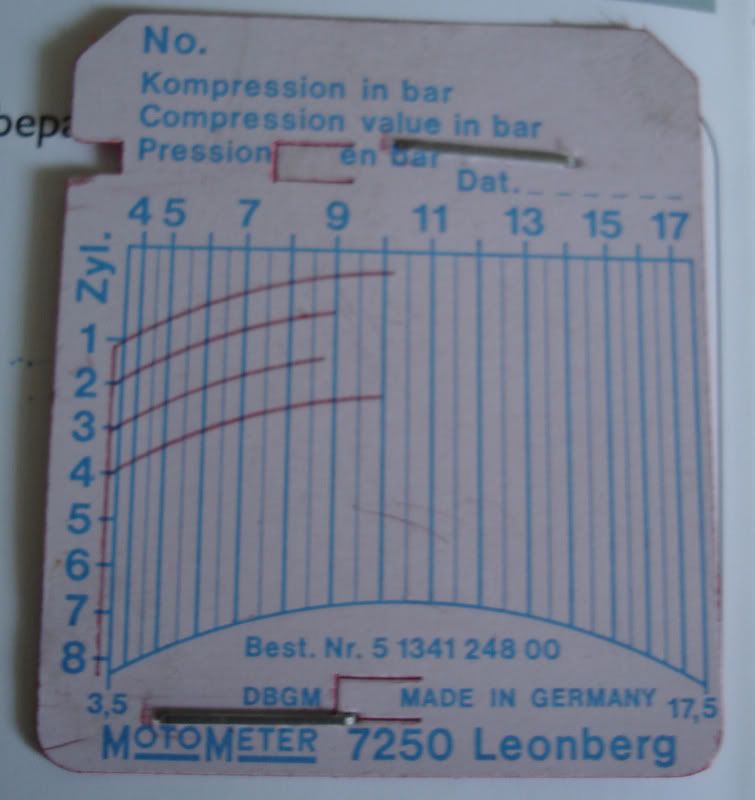 No.
Kompression in bar
Compression value in bar
Pression en bar
Dat.
4 5 7 9 11 13 15 17
Zyl.
1
2
3
4
5
6
7
8
Best. Nr. 5 1341 248 00
3,5 DBGM MADE IN GERMANY 17,5
MOTOMETER 7250 Leonberg